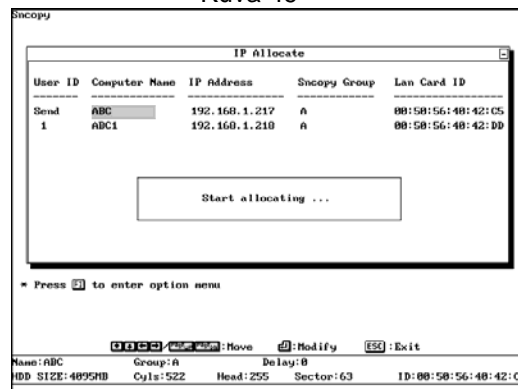 Sncopy
IP Allocate
User ID Computer Name IP Address Sncopy Group Lan Card ID
Send ABC 192.168.1.217 A 00:50:56:40:42:C5
1 ABC1 192.168.1.218 A 00:50:56:40:42:DD
Start allocating ...
* Press F1 to enter option menu
:Move :Modify ESC :Exit
Name:ABC Group:A Delay:0
HDD SIZE:4095MB Cyls:522 Head:255 Sector:63 ID:00:50:56:40:42:C